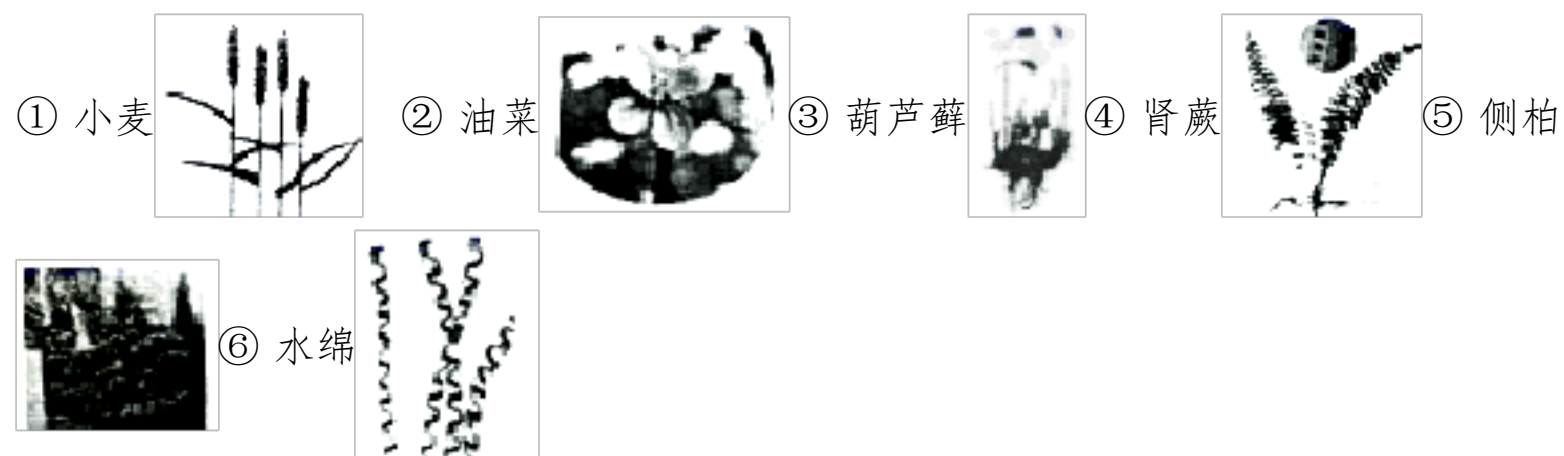 ① 小麦 ② 油菜 ③ 葫芦藓 ④ 肾蕨 ⑤ 侧柏
⑥ 水绵